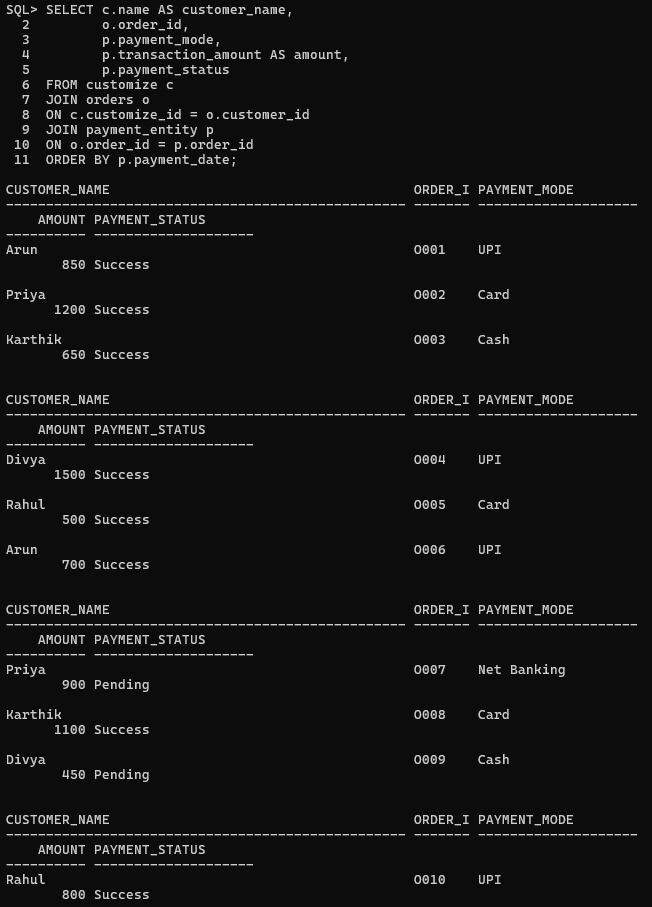 SQL> SELECT c.name AS customer_name,
  2         o.order_id,
  3         p.payment_mode,
  4         p.transaction_amount AS amount,
  5         p.payment_status
  6  FROM customize c
  7  JOIN orders o
  8  ON c.customize_id = o.customer_id
  9  JOIN payment_entity p
 10  ON o.order_id = p.order_id
 11  ORDER BY p.payment_date;

CUSTOMER_NAME                                      ORDER_I PAYMENT_MODE
-------------------------------------------------- ------- --------------------
    AMOUNT PAYMENT_STATUS
---------- --------------------
Arun                                               O001    UPI
       850 Success

Priya                                              O002    Card
      1200 Success

Karthik                                            O003    Cash
       650 Success


CUSTOMER_NAME                                      ORDER_I PAYMENT_MODE
-------------------------------------------------- ------- --------------------
    AMOUNT PAYMENT_STATUS
---------- --------------------
Divya                                              O004    UPI
      1500 Success

Rahul                                              O005    Card
       500 Success

Arun                                               O006    UPI
       700 Success


CUSTOMER_NAME                                      ORDER_I PAYMENT_MODE
-------------------------------------------------- ------- --------------------
    AMOUNT PAYMENT_STATUS
---------- --------------------
Priya                                              O007    Net Banking
       900 Pending

Karthik                                            O008    Card
      1100 Success

Divya                                              O009    Cash
       450 Pending


CUSTOMER_NAME                                      ORDER_I PAYMENT_MODE
-------------------------------------------------- ------- --------------------
    AMOUNT PAYMENT_STATUS
---------- --------------------
Rahul                                              O010    UPI
       800 Success